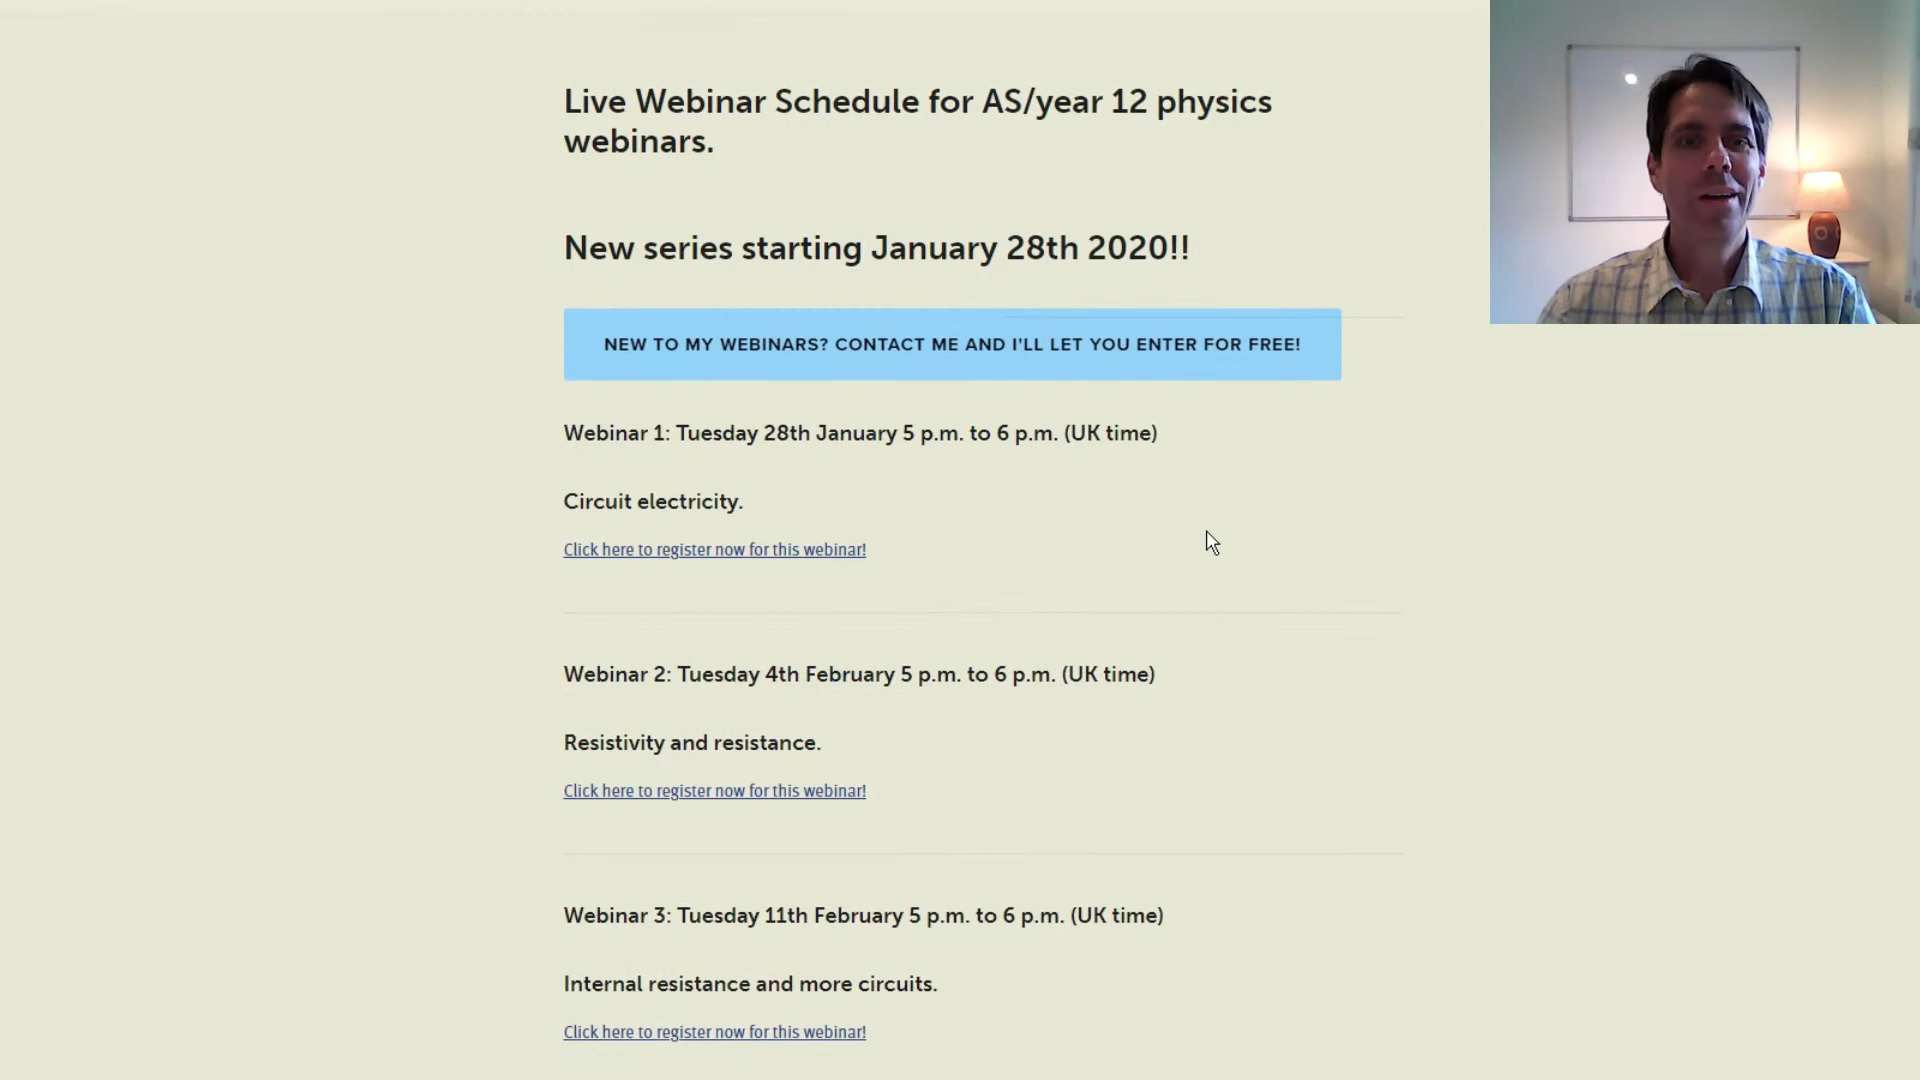 Live Webinar Schedule for AS/year 12 physics
webinars.
New series starting January 28th 2020!!
NEW TO MY WEBINARS? CONTACT ME AND I'LL LET YOU ENTER FOR FREE!
Webinar 1: Tuesday 28th January 5 p.m. to 6 p.m. (UK time)
Circuit electricity.
Click here to register now for this webinar!
Webinar 2: Tuesday 4th February 5 p.m. to 6 p.m. (UK time)
Resistivity and resistance.
Click here to register now for this webinar!
Webinar 3: Tuesday 11th February 5 p.m. to 6 p.m. (UK time)
Internal resistance and more circuits.
Click here to register now for this webinar!